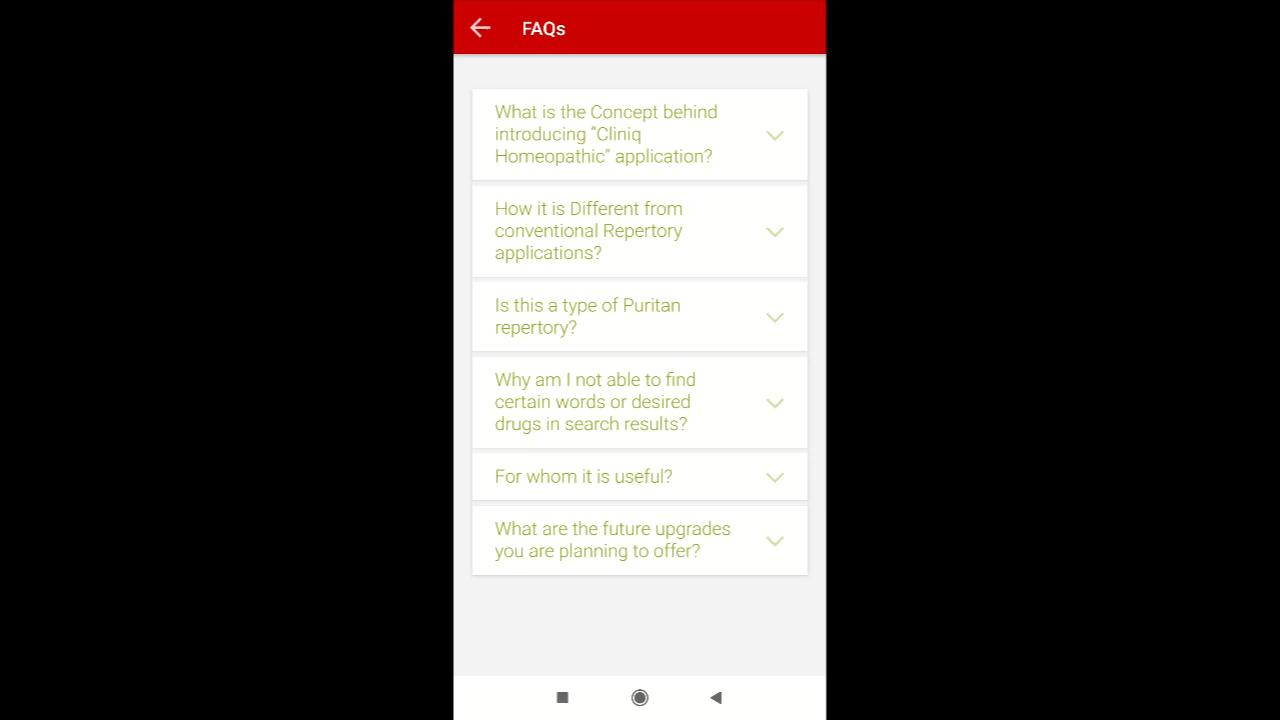 FAQs
What is the Concept behind
introducing “Cliniq
Homeopathic” application?
How it is Different from
conventional Repertory
applications?
Is this a type of Puritan
repertory?
Why am I not able to find
certain words or desired
drugs in search results?
For whom it is useful?
What are the future upgrades
you are planning to offer?